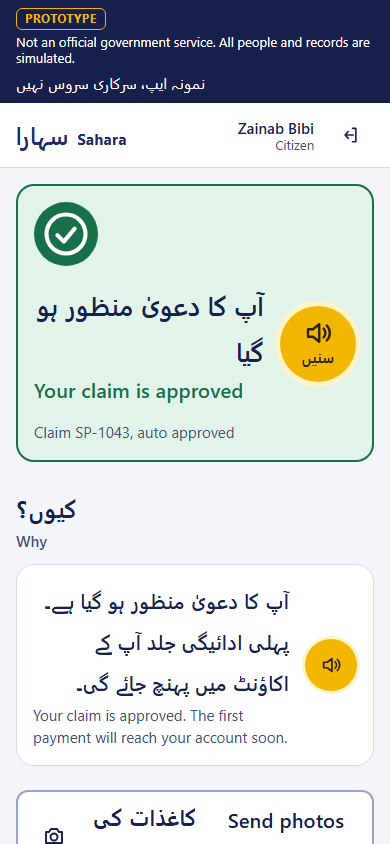 PROTOTYPE
Not an official government service. All people and records are
simulated.
نمونہ ایپ، سرکاری سروس نہیں
سہارا Sahara
Zainab Bibi
Citizen
آپ کا دعویٰ منظور ہو
گیا
سنیں
Your claim is approved
Claim SP-1043, auto approved
کیوں؟
Why
آپ کا دعویٰ منظور ہو گیا ہے۔
پہلی ادائیگی جلد آپ کے
اکاؤنٹ میں پہنچ جائے گی۔
Your claim is approved. The first
payment will reach your account soon.
کاغذات کی
Send photos